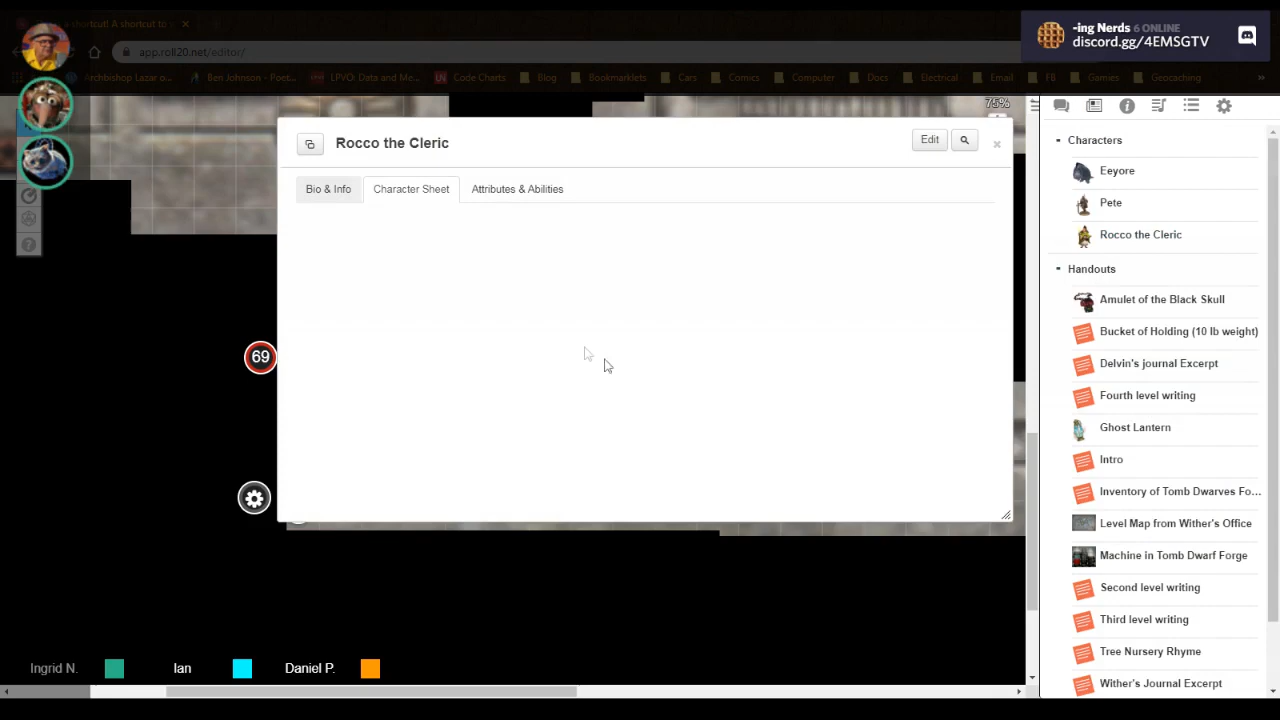 a shortcut! A shortcut to
app.roll20.net/editor/
-ing Nerds 6 ONLINE
discord.gg/4EMSGTV
Archbishop Lazar o...
Ben Johnson - Poet...
LPVO: Data and Me...
Code Charts
Blog
Bookmarklets
Cars
Comics
Computer
Docs
Electrical
Email
FB
Games
Geocaching
»
75%
Rocco the Cleric
Edit
Bio & Info
Character Sheet
Attributes & Abilities
69
Characters
Eeyore
Pete
Rocco the Cleric
Handouts
Amulet of the Black Skull
Bucket of Holding (10 lb weight)
Delvin's journal Excerpt
Fourth level writing
Ghost Lantern
Intro
Inventory of Tomb Dwarves Fo...
Level Map from Wither's Office
Machine in Tomb Dwarf Forge
Second level writing
Third level writing
Tree Nursery Rhyme
Wither's Journal Excerpt
Ingrid N.
Ian
Daniel P.